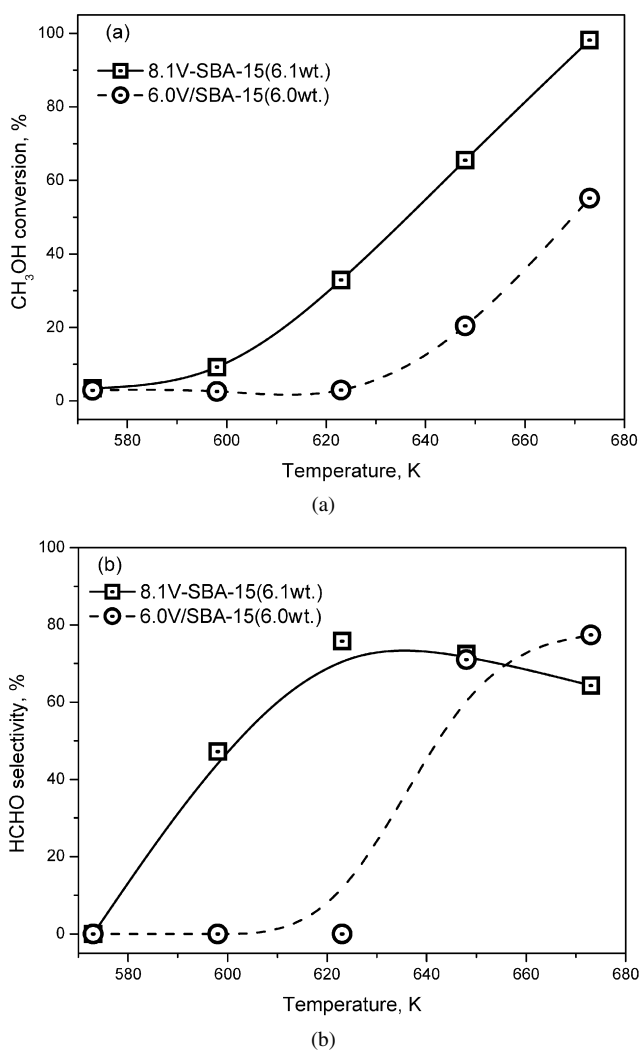 (a)
8.1V-SBA-15(6.1wt.)
6.0V/SBA-15(6.0wt.)
CH₃OH conversion, %
100
80
60
40
20
0
580 600 620 640 660 680
Temperature, K
(a)
(b)
8.1V-SBA-15(6.1wt.)
6.0V/SBA-15(6.0wt.)
HCHO selectivity, %
100
80
60
40
20
0
580 600 620 640 660 680
Temperature, K
(b)